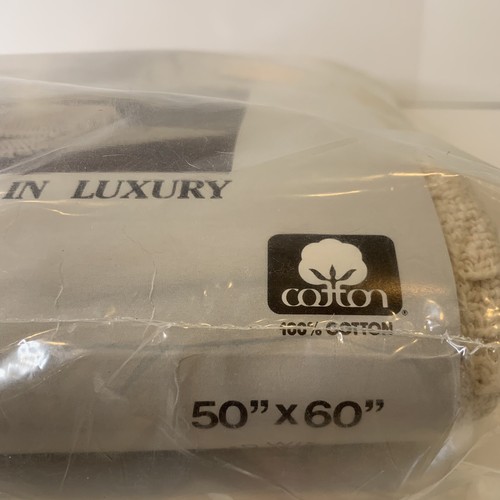 IN LUXURY
cotton®
100% COTTON
50" x 60"